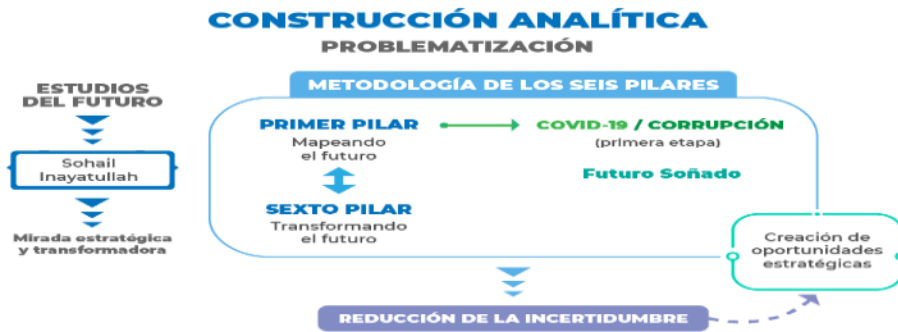 CONSTRUCCIÓN ANALÍTICA
PROBLEMATIZACIÓN
ESTUDIOS
DEL FUTURO
Sohail
Inayatullah
Mirada estratégica
y transformadora
METODOLOGÍA DE LOS SEIS PILARES
PRIMER PILAR
Mapeando
el futuro
COVID-19 / CORRUPCIÓN
(primera etapa)
Futuro Soñado
SEXTO PILAR
Transformando
el futuro
Creación de
oportunidades
estratégicas
REDUCCIÓN DE LA INCERTIDUMBRE